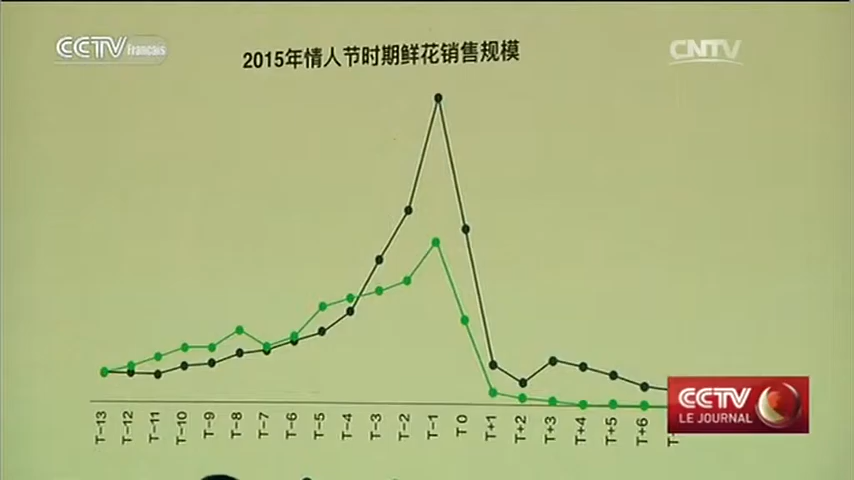 CCTV Français
2015年情人节时期鲜花销售规模
CNTV
T-13 T-12 T-11 T-10 T-9 T-8 T-7 T-6 T-5 T-4 T-3 T-2 T-1 T 0 T+1 T+2 T+3 T+4 T+5 T+6
CCTV
LE JOURNAL